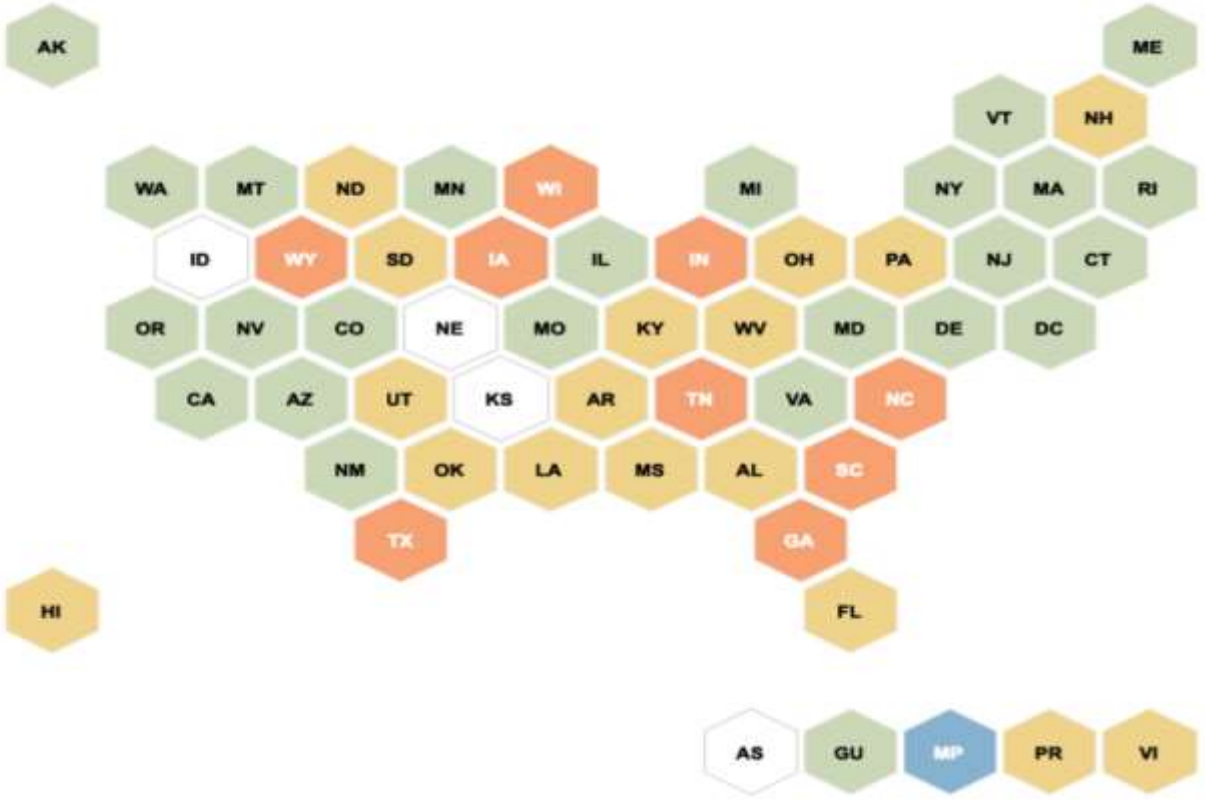 AK ME
VT NH
WA MT ND MN WI MI NY MA RI
ID WY SD IA IL IN OH PA NJ CT
OR NV CO NE MO KY WV MD DE DC
CA AZ UT KS AR TN VA NC
NM OK LA MS AL SC
TX GA
HI FL
AS GU MP PR VI